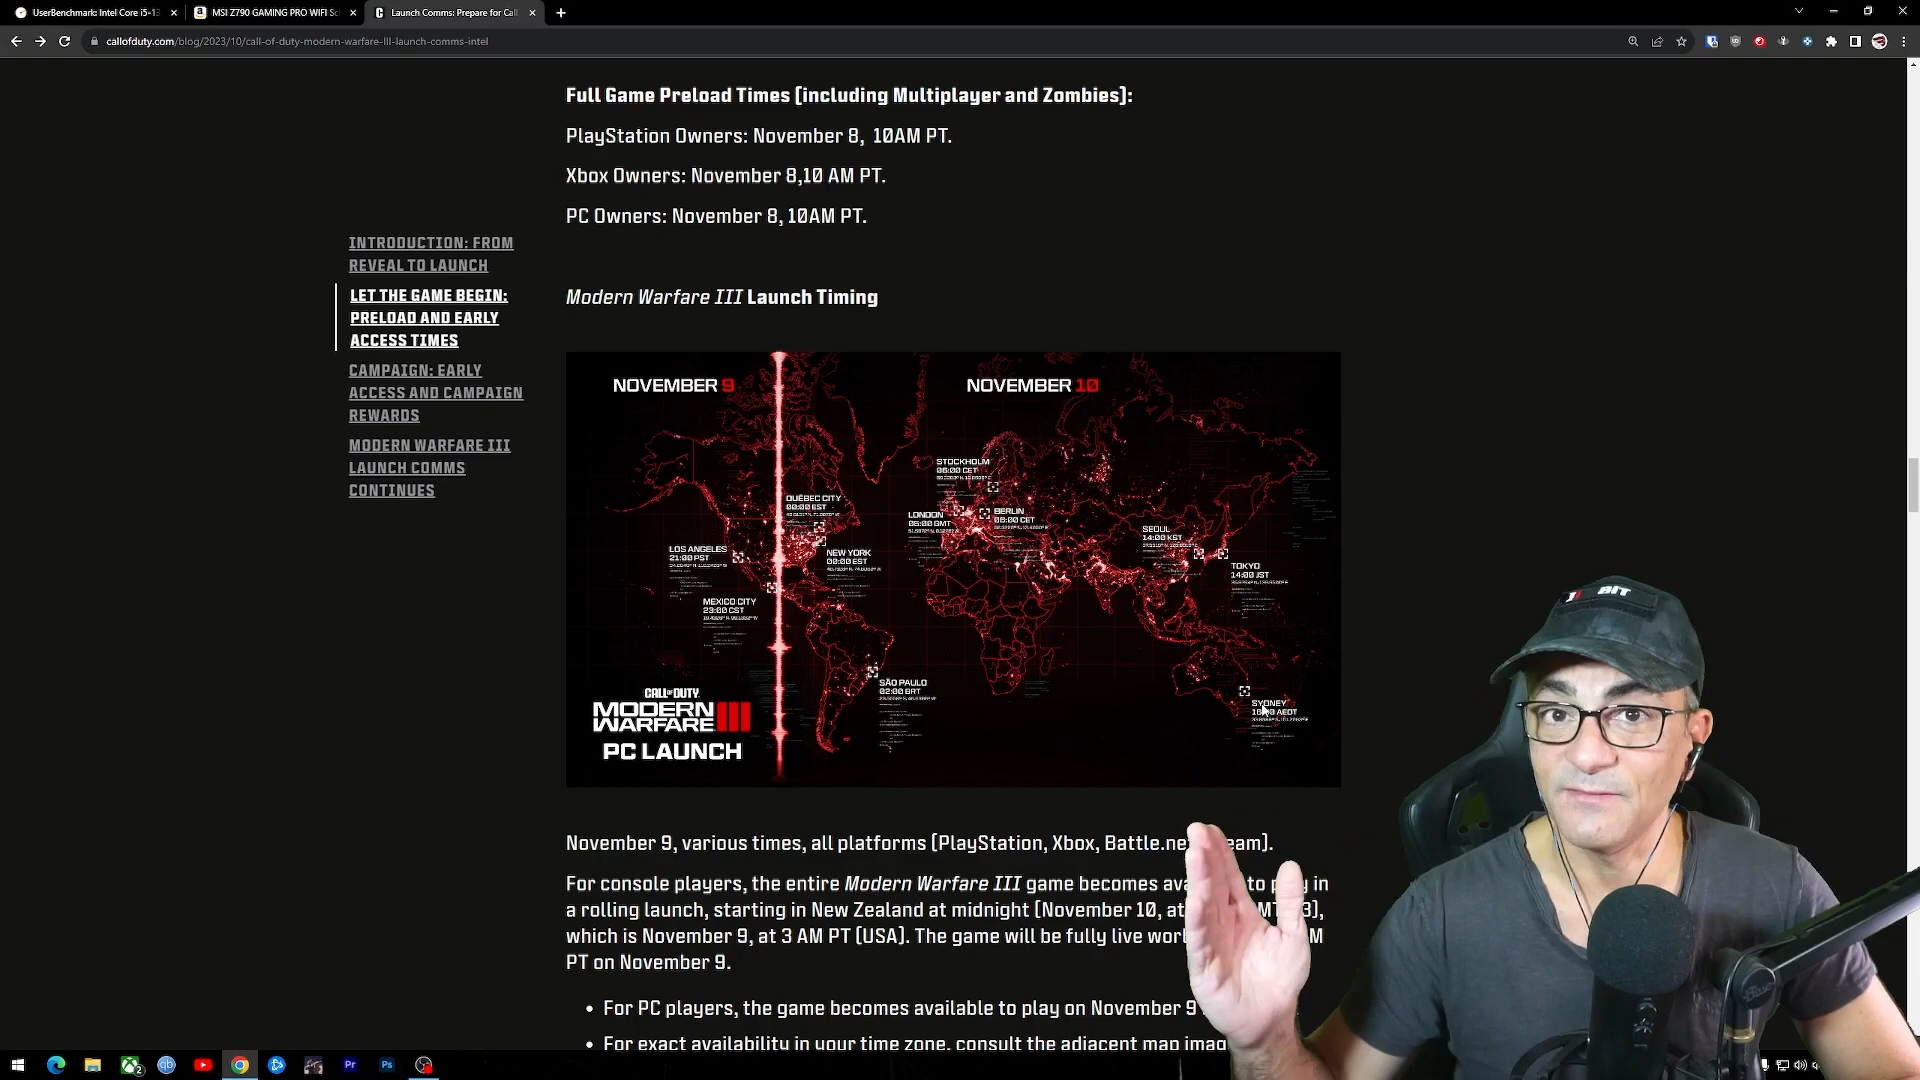 UserBenchmark: Intel Core i5-13
MSI Z790 GAMING PRO WIFI So
Launch Comms: Prepare for Call
callofduty.com/blog/2023/10/call-of-duty-modern-warfare-III-launch-comms-intel
Full Game Preload Times (including Multiplayer and Zombies):
PlayStation Owners: November 8, 10AM PT.
Xbox Owners: November 8,10 AM PT.
PC Owners: November 8, 10AM PT.
INTRODUCTION: FROM
REVEAL TO LAUNCH
LET THE GAME BEGIN:
PRELOAD AND EARLY
ACCESS TIMES
CAMPAIGN: EARLY
ACCESS AND CAMPAIGN
REWARDS
MODERN WARFARE III
LAUNCH COMMS
CONTINUES
Modern Warfare III Launch Timing
NOVEMBER 9
NOVEMBER 10
STOCKHOLM
06:00 CET
QUÉBEC CITY
00:00 EST
LONDON
05:00 GMT
BERLIN
06:00 CET
SEOUL
14:00 KST
LOS ANGELES
21:00 PST
NEW YORK
00:00 EST
TOKYO
14:00 JST
MEXICO CITY
23:00 CST
SÃO PAULO
02:00 BRT
SYDNEY
AEDT
CALL OF DUTY
MODERN
WARFARE III
PC LAUNCH
BIT
November 9, various times, all platforms (PlayStation, Xbox, Battle.ne eam).
For console players, the entire Modern Warfare III game becomes ava to play in
a rolling launch, starting in New Zealand at midnight (November 10, at
which is November 9, at 3 AM PT (USA). The game will be fully live wor
PT on November 9.
• For PC players, the game becomes available to play on November 9
• For exact availability in your time zone, consult the adjacent map imag
Blue